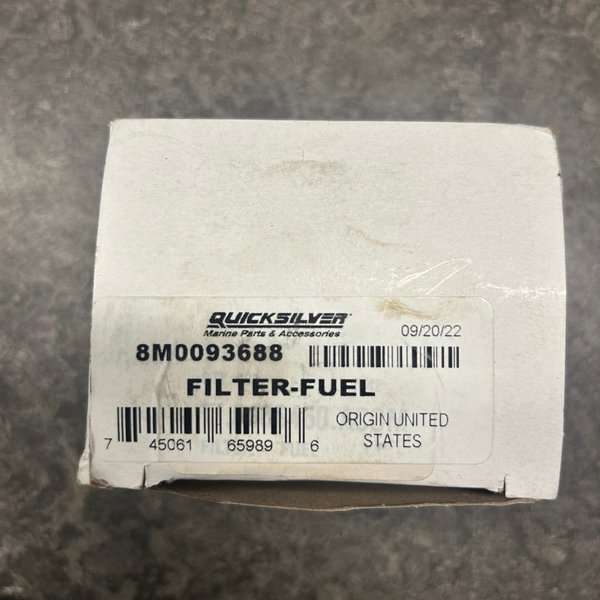 QUICKSILVER
Marine Parts & Accessories
09/20/22
8M0093688
FILTER-FUEL
7 45061 65989 6
ORIGIN UNITED
STATES